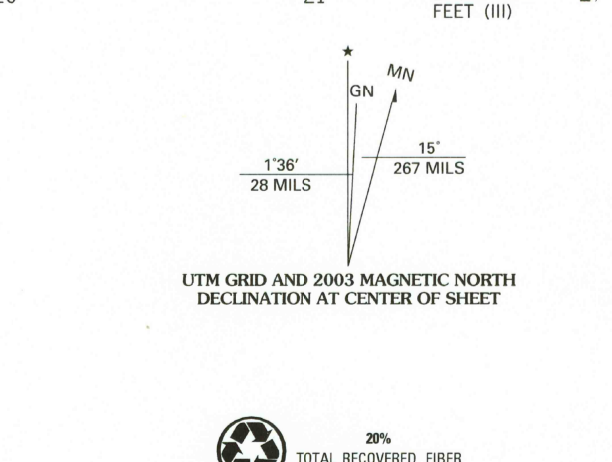 21
FEET (III)
★
MN
GN
15°
267 MILS
1°36′
28 MILS
UTM GRID AND 2003 MAGNETIC NORTH
DECLINATION AT CENTER OF SHEET
20%
TOTAL RECOVERED FIBER